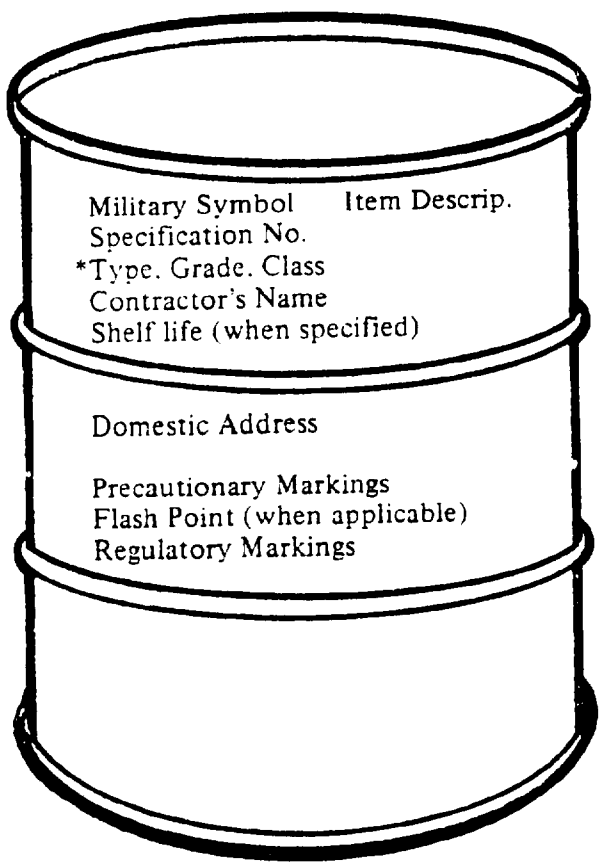 Military Symbol Item Descrip.
Specification No.
*Type. Grade. Class
Contractor's Name
Shelf life (when specified)
Domestic Address
Precautionary Markings
Flash Point (when applicable)
Regulatory Markings